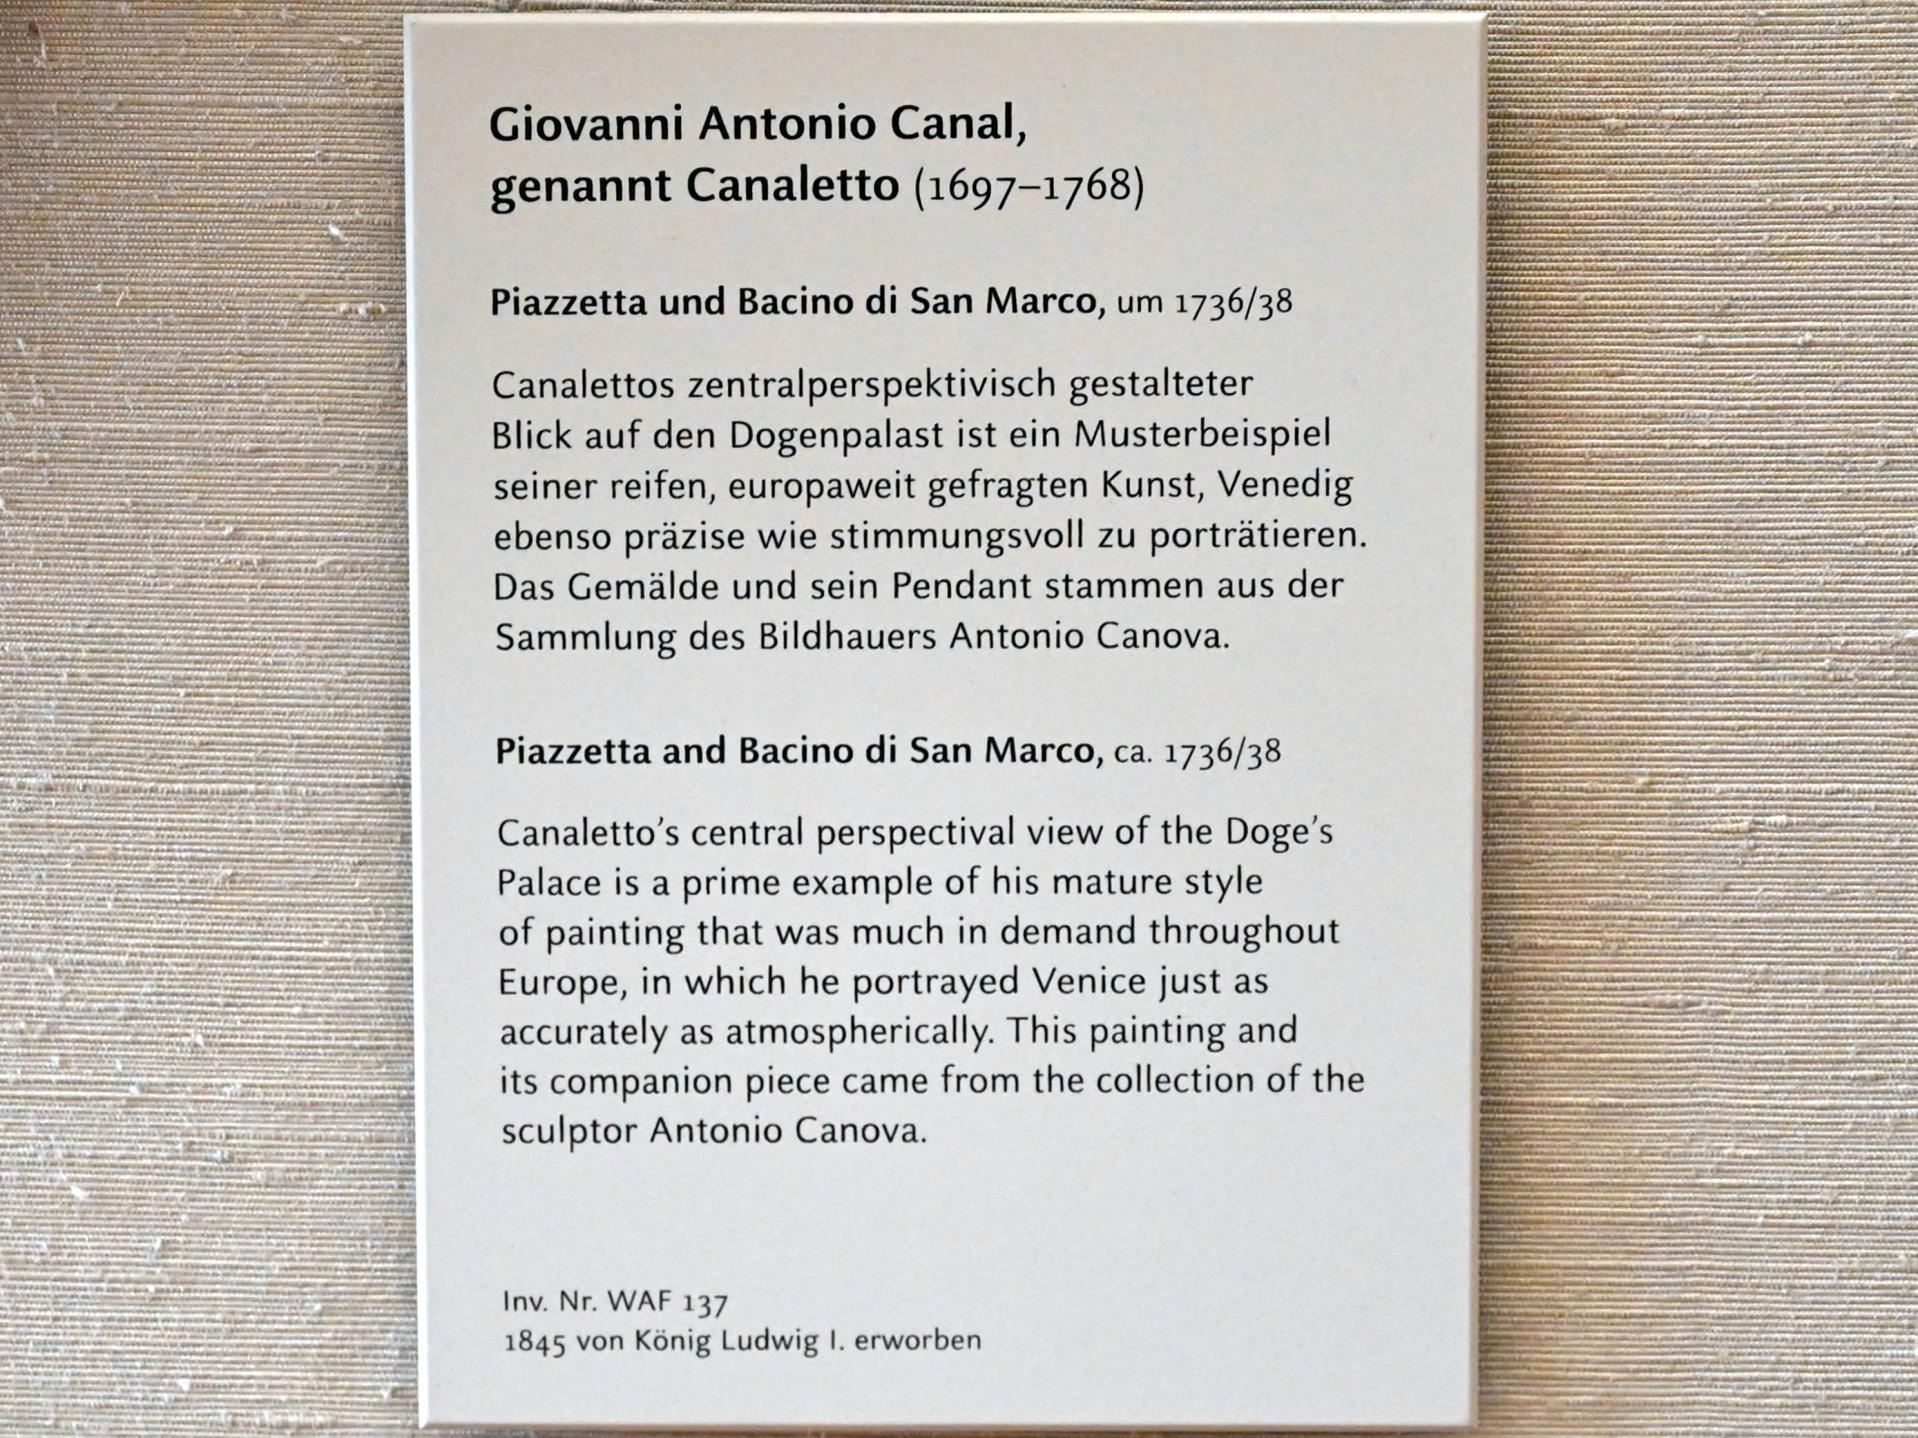 Giovanni Antonio Canal,
genannt Canaletto (1697–1768)
Piazzetta und Bacino di San Marco, um 1736/38
Canalettos zentralperspektivisch gestalteter
Blick auf den Dogenpalast ist ein Musterbeispiel
seiner reifen, europaweit gefragten Kunst, Venedig
ebenso präzise wie stimmungsvoll zu porträtieren.
Das Gemälde und sein Pendant stammen aus der
Sammlung des Bildhauers Antonio Canova.
Piazzetta and Bacino di San Marco, ca. 1736/38
Canaletto’s central perspectival view of the Doge’s
Palace is a prime example of his mature style
of painting that was much in demand throughout
Europe, in which he portrayed Venice just as
accurately as atmospherically. This painting and
its companion piece came from the collection of the
sculptor Antonio Canova.
Inv. Nr. WAF 137
1845 von König Ludwig I. erworben